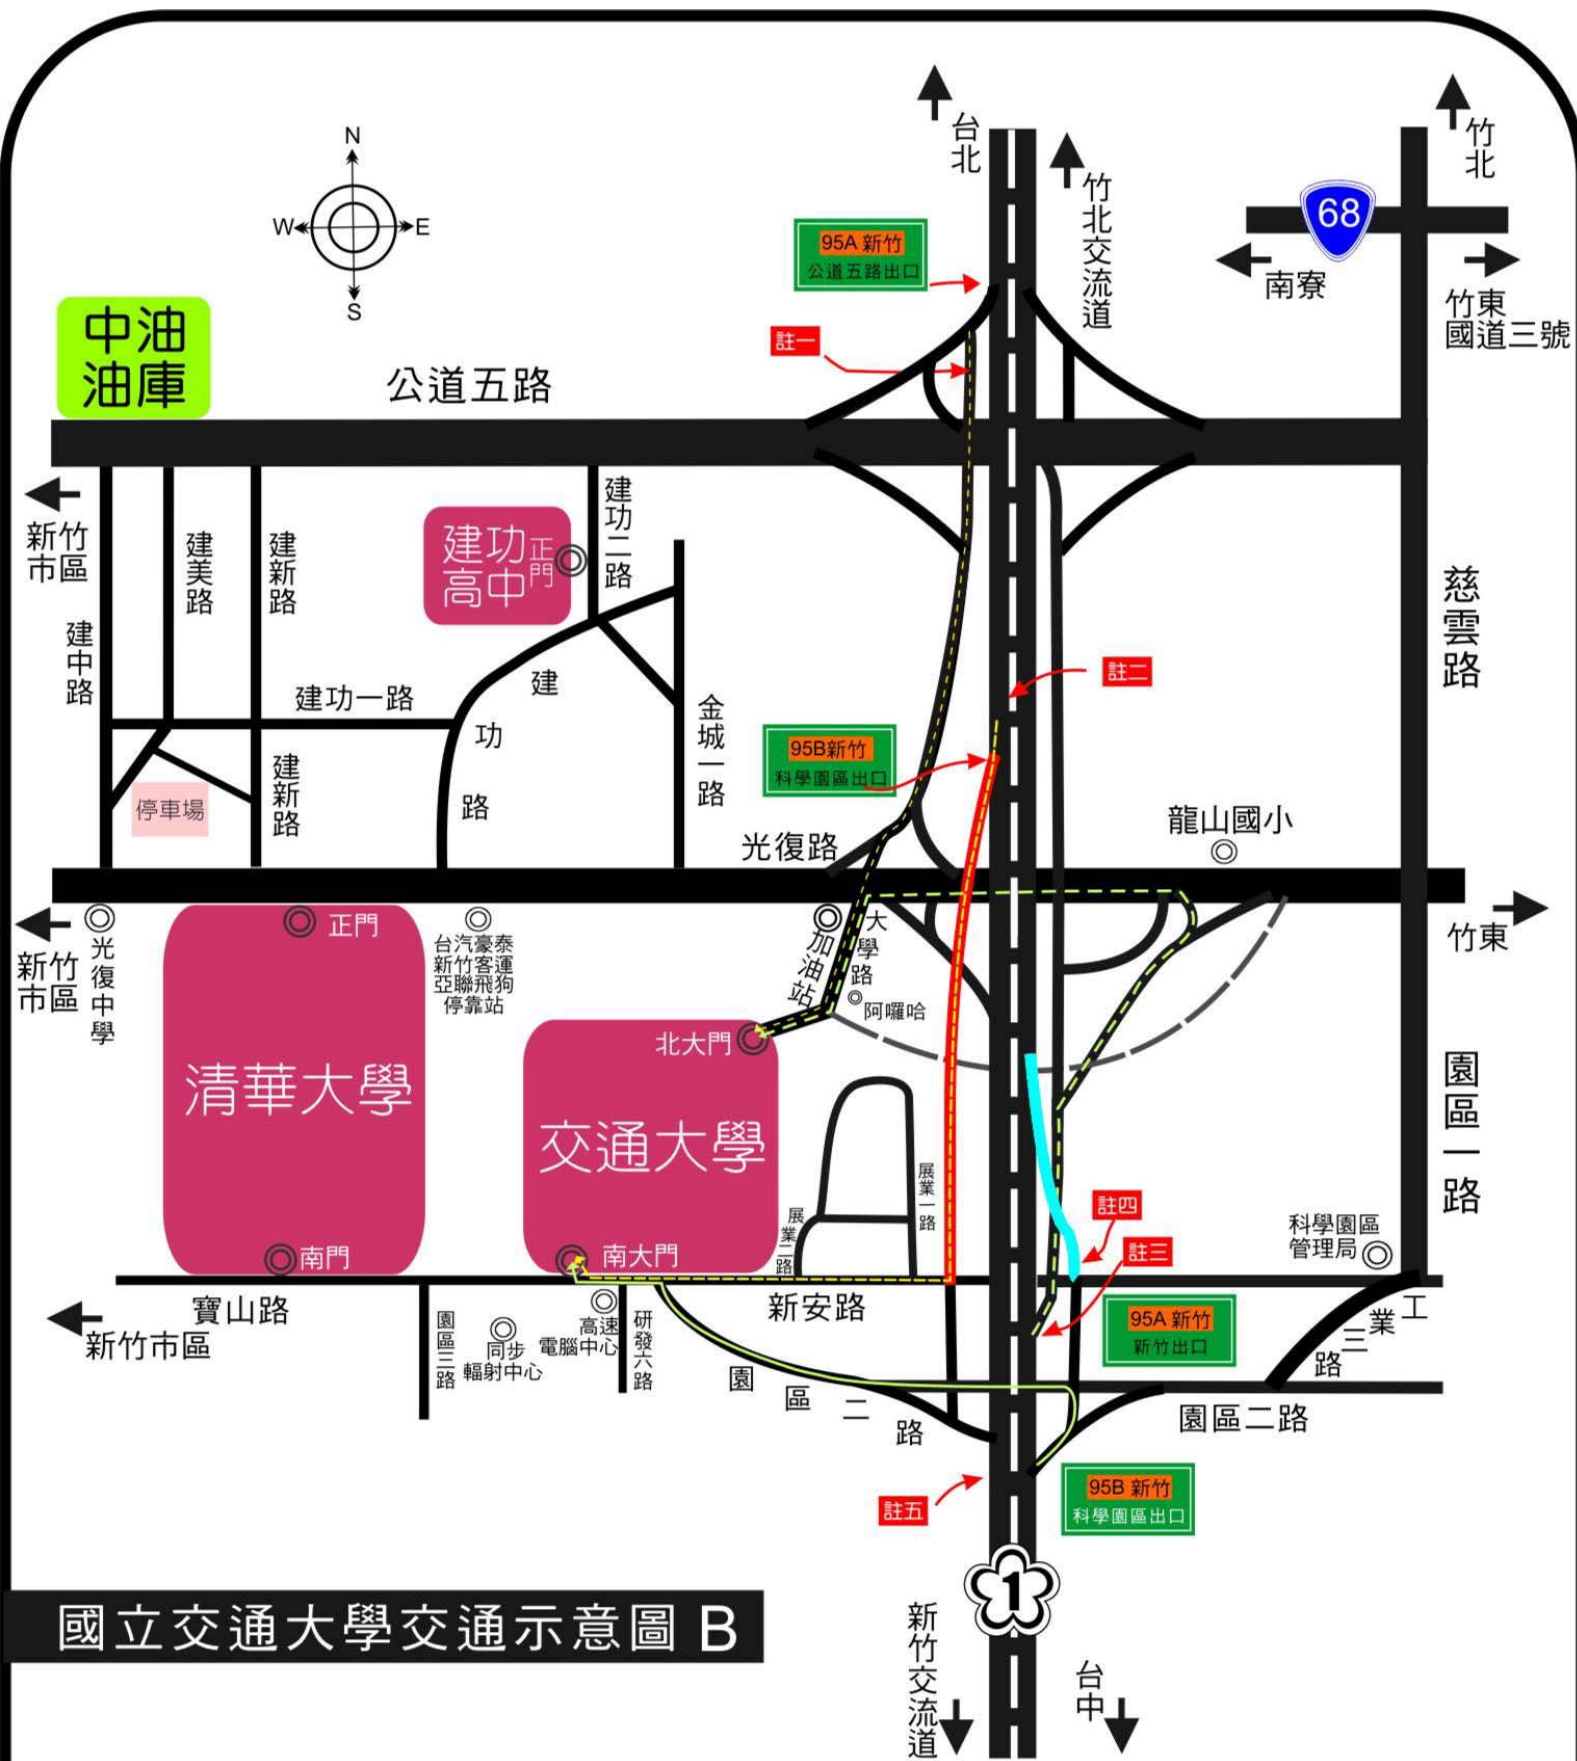 N
W
E
S
台北
竹北交流道
竹北
68
南寮
竹東
國道三號
95A 新竹
公道五路出口
註一
中油
油庫
公道五路
新竹
市區
建中路
建美路
建新路
建功
高中
正門
建功二路
建功路
建功一路
建新路
金城一路
停車場
註二
95B新竹
科學園區出口
慈雲路
光復路
龍山國小
新竹
市區
光復中學
正門
台汽豪泰
新竹客運
亞聯飛狗
停靠站
加油站
大學路
阿囉哈
竹東
清華大學
北大門
交通大學
南門
南大門
展業一路
展業二路
園區一路
註四
註三
科學園區
管理局
寶山路
新竹市區
園區三路
同步
輻射中心
高速
電腦中心
研發六路
新安路
95A 新竹
新竹出口
工業三路
園區二路
園區二路
註五
95B 新竹
科學園區出口
1
國立交通大學交通示意圖 B
新竹交流道
台中